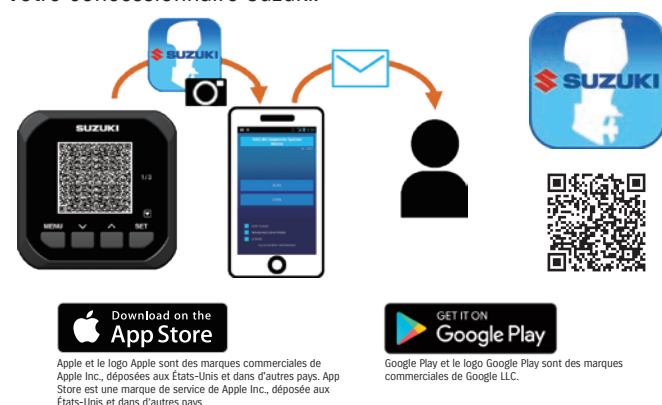 votre concessionnaire Suzuki.
SUZUKI
SUZUKI
SUZUKI
1/2
MENU
SET
Download on the
App Store
GET IT ON
Google Play
Apple et le logo Apple sont des marques commerciales de
Apple Inc., déposées aux États-Unis et dans d'autres pays. App
Store est une marque de service de Apple Inc., déposée aux
États-Unis et dans d'autres pays.
Google Play et le logo Google Play sont des marques
commerciales de Google LLC.